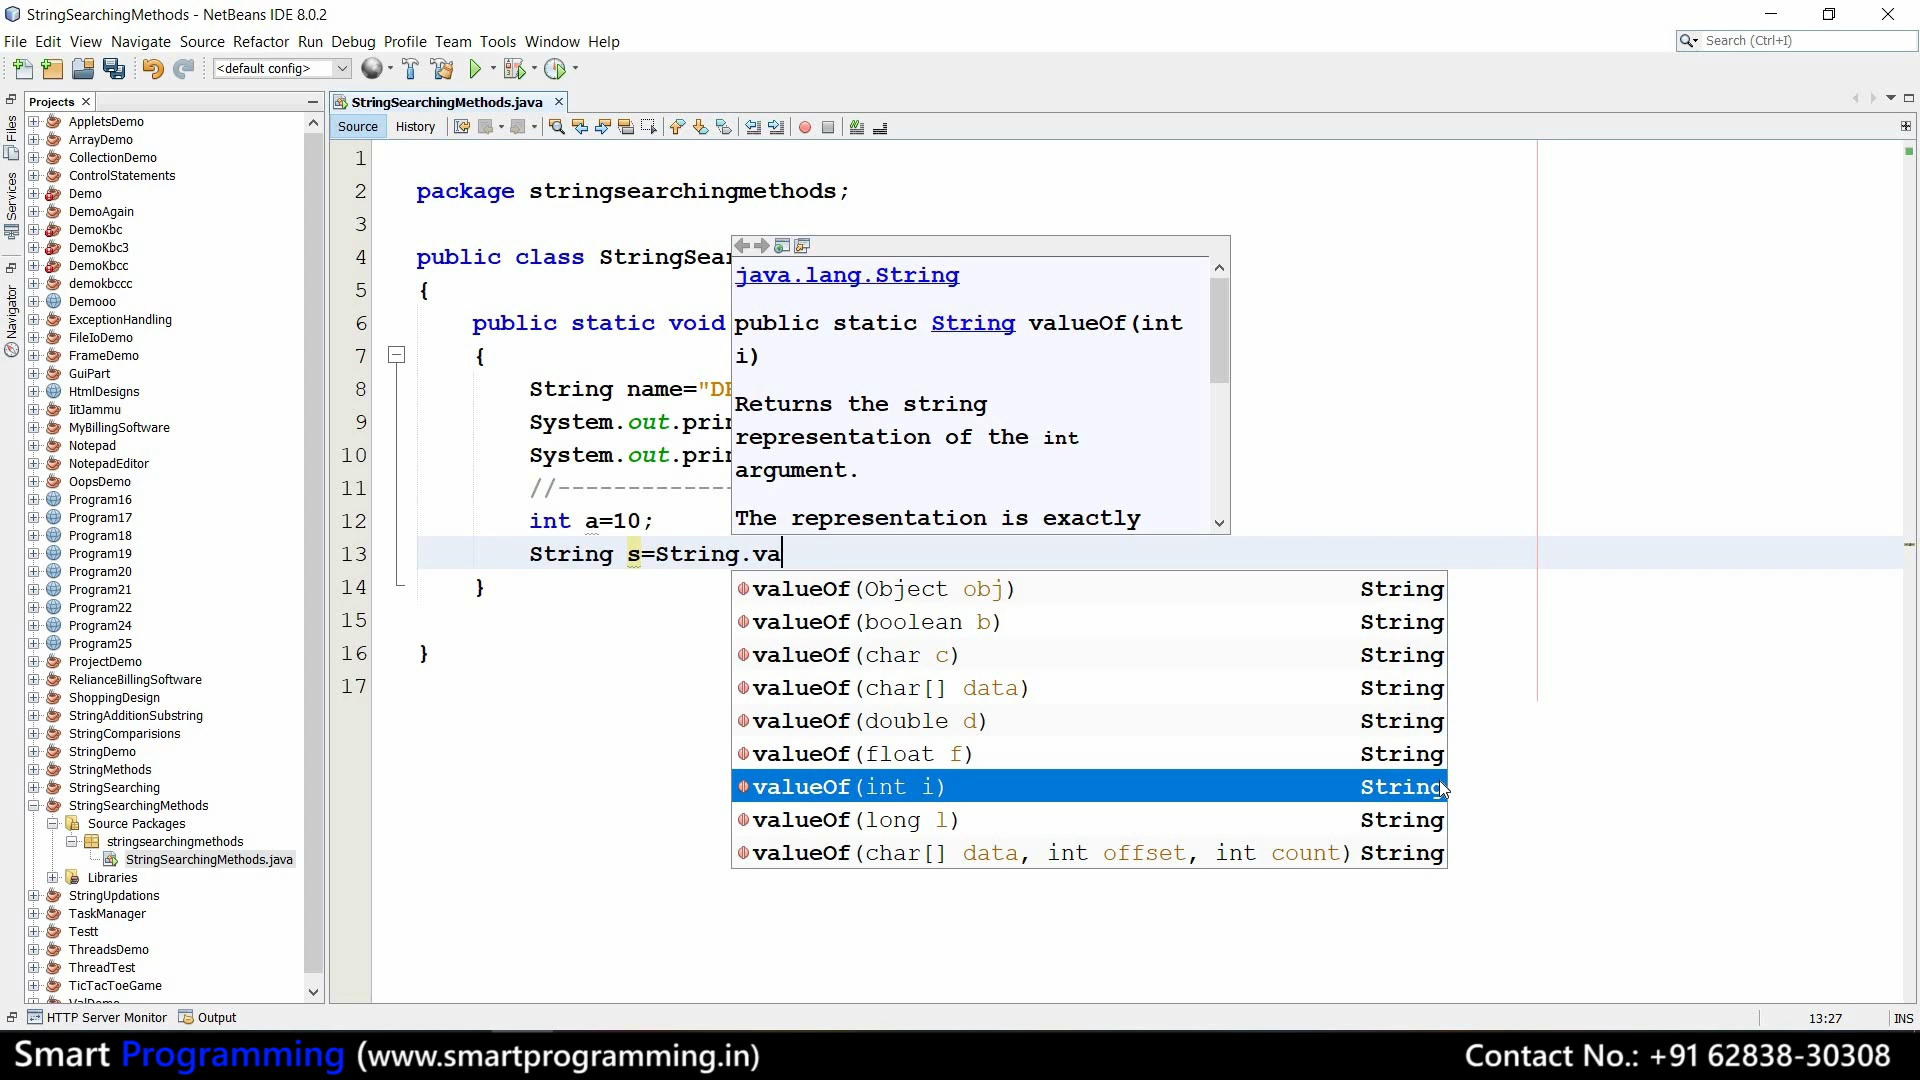 StringSearchingMethods - NetBeans IDE 8.0.2
File Edit View Navigate Source Refactor Run Debug Profile Team Tools Window Help
Search (Ctrl+I)
<default config>
Files
Services
Navigator
Projects
AppletsDemo
ArrayDemo
CollectionDemo
ControlStatements
Demo
DemoAgain
DemoKbc
DemoKbc3
DemoKbcc
demokbccc
Demooo
ExceptionHandling
FileIoDemo
FrameDemo
GuiPart
HtmlDesigns
IitJammu
MyBillingSoftware
Notepad
NotepadEditor
OopsDemo
Program16
Program17
Program18
Program19
Program20
Program21
Program22
Program24
Program25
ProjectDemo
RelianceBillingSoftware
ShoppingDesign
StringAdditionSubstring
StringComparisions
StringDemo
StringMethods
StringSearching
StringSearchingMethods
Source Packages
stringsearchingmethods
StringSearchingMethods.java
Libraries
StringUpdations
TaskManager
Testt
ThreadsDemo
ThreadTest
TicTacToeGame
StringSearchingMethods.java
Source History
1
2 package stringsearchingmethods;
3
4 public class StringSear
5 {
6 public static void
7 {
8 String name="DE
9 System.out.prin
10 System.out.prin
11 //-------------
12 int a=10;
13 String s=String.va
14 }
15
16 }
17
java.lang.String
public static String valueOf(int
i)
Returns the string
representation of the int
argument.
The representation is exactly
valueOf(Object obj) String
valueOf(boolean b) String
valueOf(char c) String
valueOf(char[] data) String
valueOf(double d) String
valueOf(float f) String
valueOf(int i) String
valueOf(long l) String
valueOf(char[] data, int offset, int count) String
HTTP Server Monitor Output
13:27 INS
Smart Programming (www.smartprogramming.in) Contact No.: +91 62838-30308